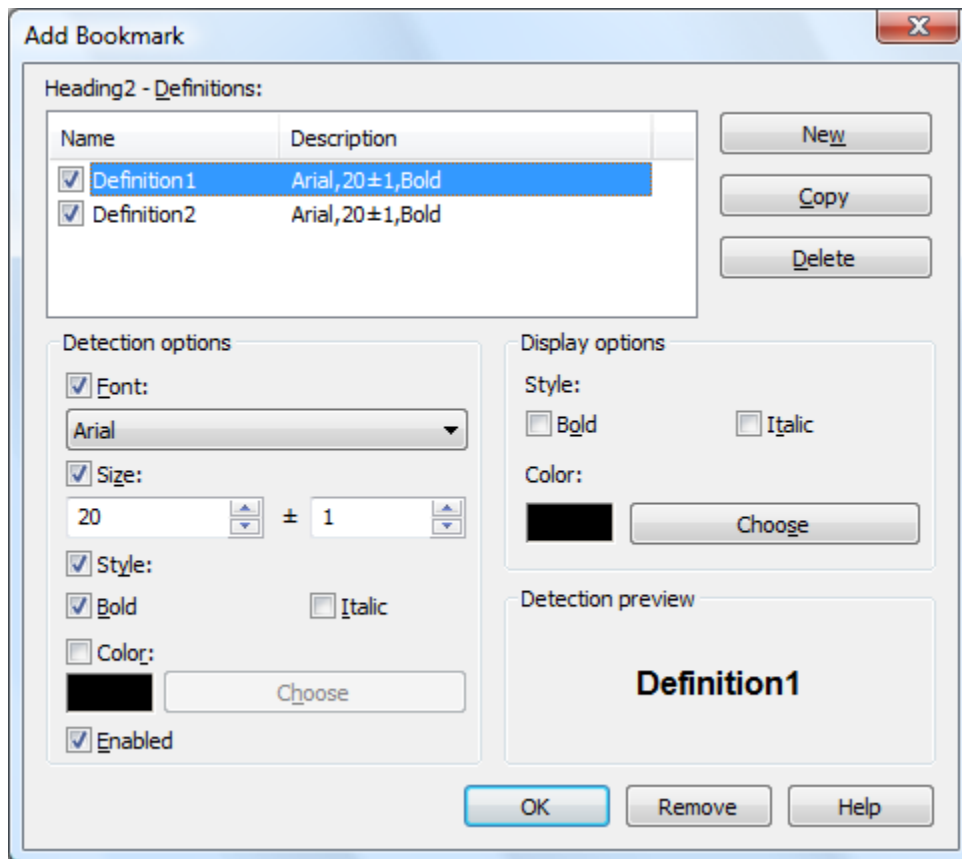 Add Bookmark
Heading2 - Definitions:
Name Description
Definition1 Arial,20±1,Bold
Definition2 Arial,20±1,Bold
New
Copy
Delete
Detection options
Font:
Arial
Size:
20 ± 1
Style:
Bold Italic
Color:
Choose
Enabled
Display options
Style:
Bold Italic
Color:
Choose
Detection preview
Definition1
OK Remove Help